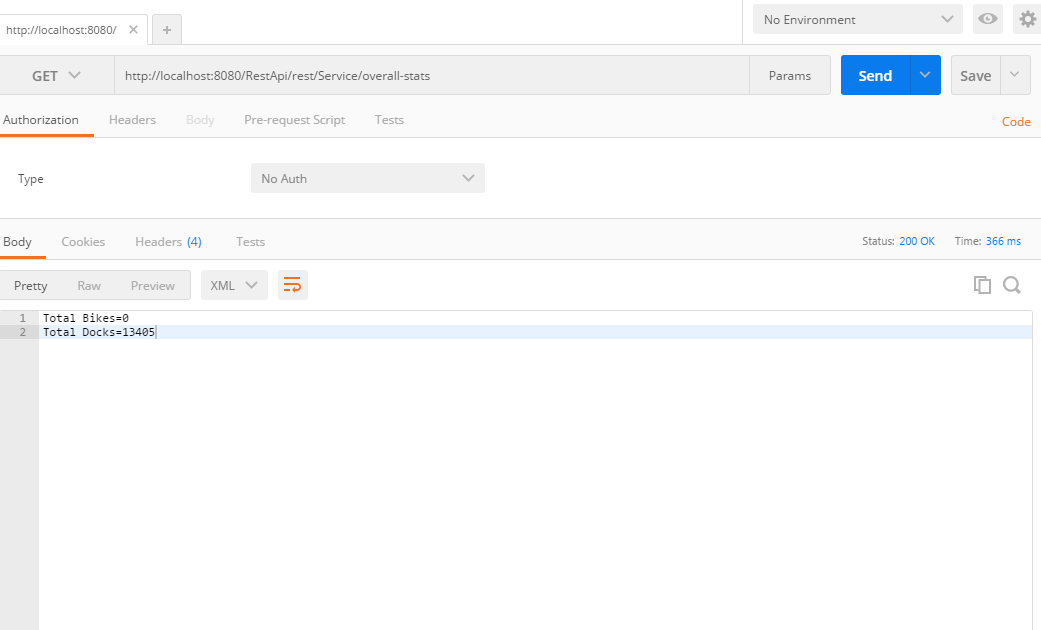 http://localhost:8080/
No Environment
GET http://localhost:8080/RestApi/rest/Service/overall-stats Params Send Save
Authorization Headers Body Pre-request Script Tests Code
Type No Auth
Body Cookies Headers (4) Tests Status: 200 OK Time: 366 ms
Pretty Raw Preview XML
1 Total Bikes=0
2 Total Docks=13405